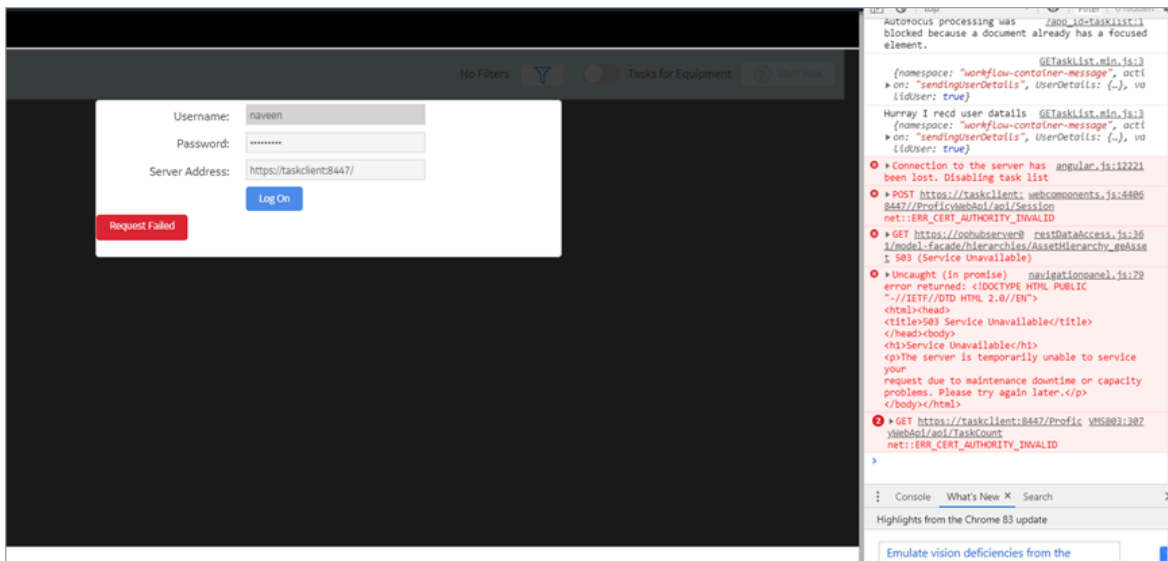 No Filters
Tasks for Equipment
Username:
naveen
Password:
•••••••••
Server Address:
https://taskclient:8447/
Log On
Request Failed
top
Filter
Autofocus processing was /?app_id=tasklist:1
blocked because a document already has a focused
element.
GETaskList.min.js:3
{namespace: "workflow-container-message", acti
on: "sendingUserDetails", UserDetails: {…}, va
lidUser: true}
Hurray I recd user datails GETaskList.min.js:3
{namespace: "workflow-container-message", acti
on: "sendingUserDetails", UserDetails: {…}, va
lidUser: true}
Connection to the server has angular.js:12221
been lost. Disabling task list
POST https://taskclient: webcomponents.js:4406
8447//ProficyWebApi/api/Session
net::ERR_CERT_AUTHORITY_INVALID
GET https://ophubserver0 restDataAccess.js:36
1/model-facade/hierarchies/AssetHierarchy_geAsse
t 503 (Service Unavailable)
Uncaught (in promise) navigationpanel.js:79
error returned: <!DOCTYPE HTML PUBLIC
"-//IETF//DTD HTML 2.0//EN">
<html><head>
<title>503 Service Unavailable</title>
</head><body>
<h1>Service Unavailable</h1>
<p>The server is temporarily unable to service
your
request due to maintenance downtime or capacity
problems. Please try again later.</p>
</body></html>
2 GET https://taskclient:8447/Profic VM5803:307
yWebApi/api/TaskCount
net::ERR_CERT_AUTHORITY_INVALID
Console What's New × Search
Highlights from the Chrome 83 update
Emulate vision deficiencies from the